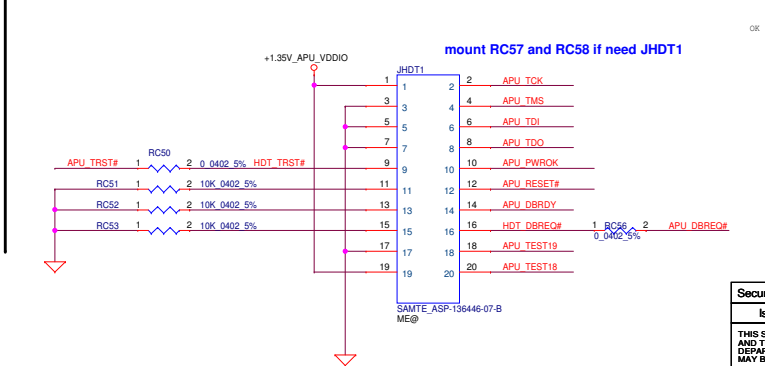 OK
mount RC57 and RC58 if need JHDT1
+1.35V_APU_VDDIO
JHDT1
1 1 2 2 APU_TCK
3 3 4 4 APU_TMS
5 5 6 6 APU_TDI
7 7 8 8 APU_TDO
RC50
APU_TRST# 1 2 0_0402_5% HDT_TRST# 9 9 10 10 APU_PWROK
RC51 1 2 10K_0402_5% 11 11 12 12 APU_RESET#
RC52 1 2 10K_0402_5% 13 13 14 14 APU_DBRDY
RC53 1 2 10K_0402_5% 15 15 16 16 HDT_DBREQ# 1 RC56 2 APU_DBREQ#
0_0402_5%
17 17 18 18 APU_TEST19
19 19 20 20 APU_TEST18
SAMTE_ASP-136446-07-B
ME@
Secur
Is
THIS S
AND T
DEPAR
MAY B